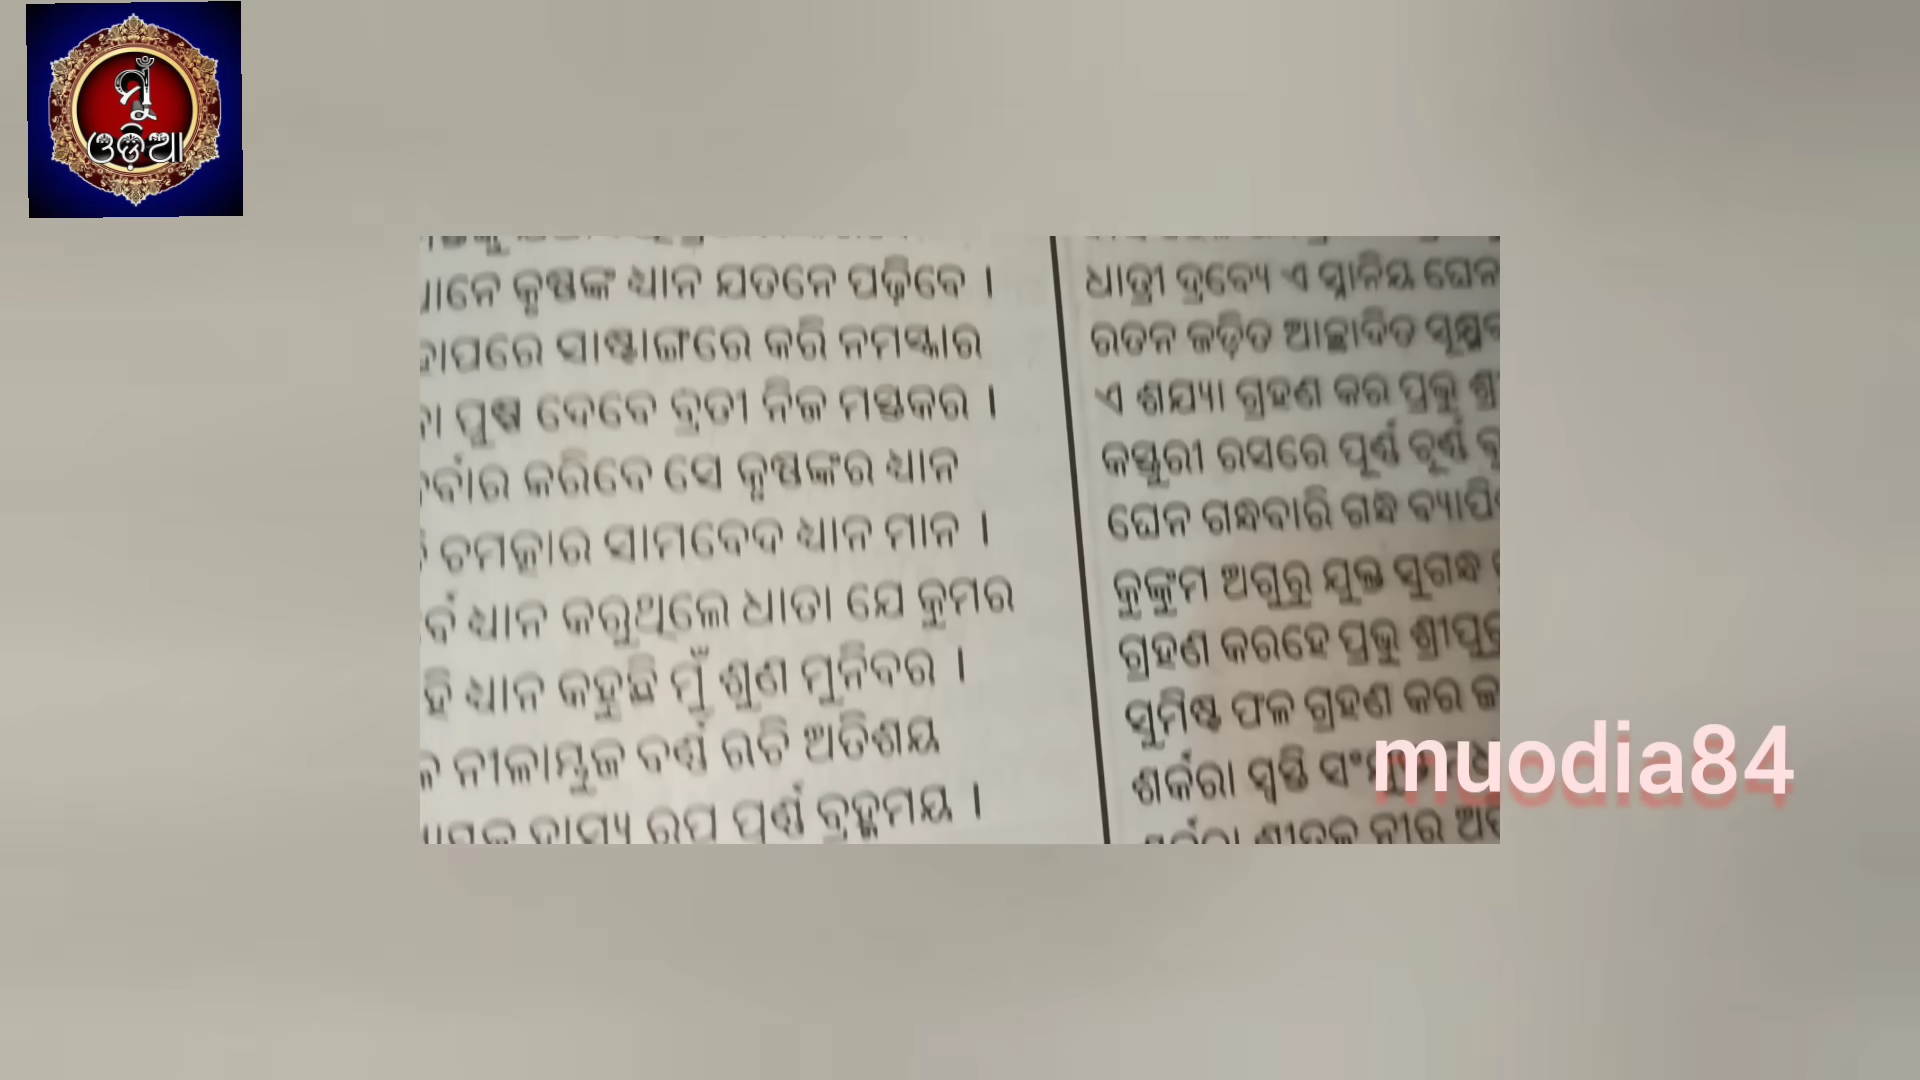 ମୁଁ
ଓଡ଼ିଆ
କୃଷ୍ଣଙ୍କ ଧ୍ୟାନ ଯତନେ ପଢ଼ିବେ ।
ସାଷ୍ଟାଙ୍ଗରେ କରି ନମସ୍କାର
ପୁଷ୍ପ ଦେବେ ବ୍ରତୀ ନିଜ ମସ୍ତକର ।
କରିବେ ସେ କୃଷ୍ଣଙ୍କର ଧ୍ୟାନ
ଚମତ୍କାର ସାମବେଦ ଧ୍ୟାନ ମାନ ।
ଧ୍ୟାନ କରୁଥିଲେ ଧାତା ଯେ କୁମର
ଧ୍ୟାନ କହୁଛି ମୁଁ ଶୁଣ ମୁନିବର ।
ନୀଳାମ୍ବୁଜ ବର୍ଣ୍ଣ ରଚି ଅତିଶୟ
ହାସ୍ୟ ରୂପ ପୂର୍ଣ୍ଣ ବ୍ରହ୍ମମୟ ।
ଧାତ୍ରୀ ଦ୍ରବ୍ୟେ ଏ ସ୍ନାନିୟ ଘେନ
ରତନ ଜଡ଼ିତ ଆଚ୍ଛାଦିତ
ଏ ଶଯ୍ୟା ଗ୍ରହଣ କର ପ୍ରଭୁ
କସ୍ତୁରୀ ରସରେ ପୂର୍ଣ୍ଣ ଚୂର୍ଣ୍ଣ
ଘେନ ଗନ୍ଧବାରି ଗନ୍ଧ
କୁଙ୍କୁମ ଅଗୁରୁ ଯୁକ୍ତ ସୁଗନ୍ଧ
ଗ୍ରହଣ କରହେ ପ୍ରଭୁ
ସୁମିଷ୍ଟ ଫଳ ଗ୍ରହଣ କର
ଶର୍କରା ସ୍ୱସ୍ତି
ଶୀତଳ ନୀର
muodia84